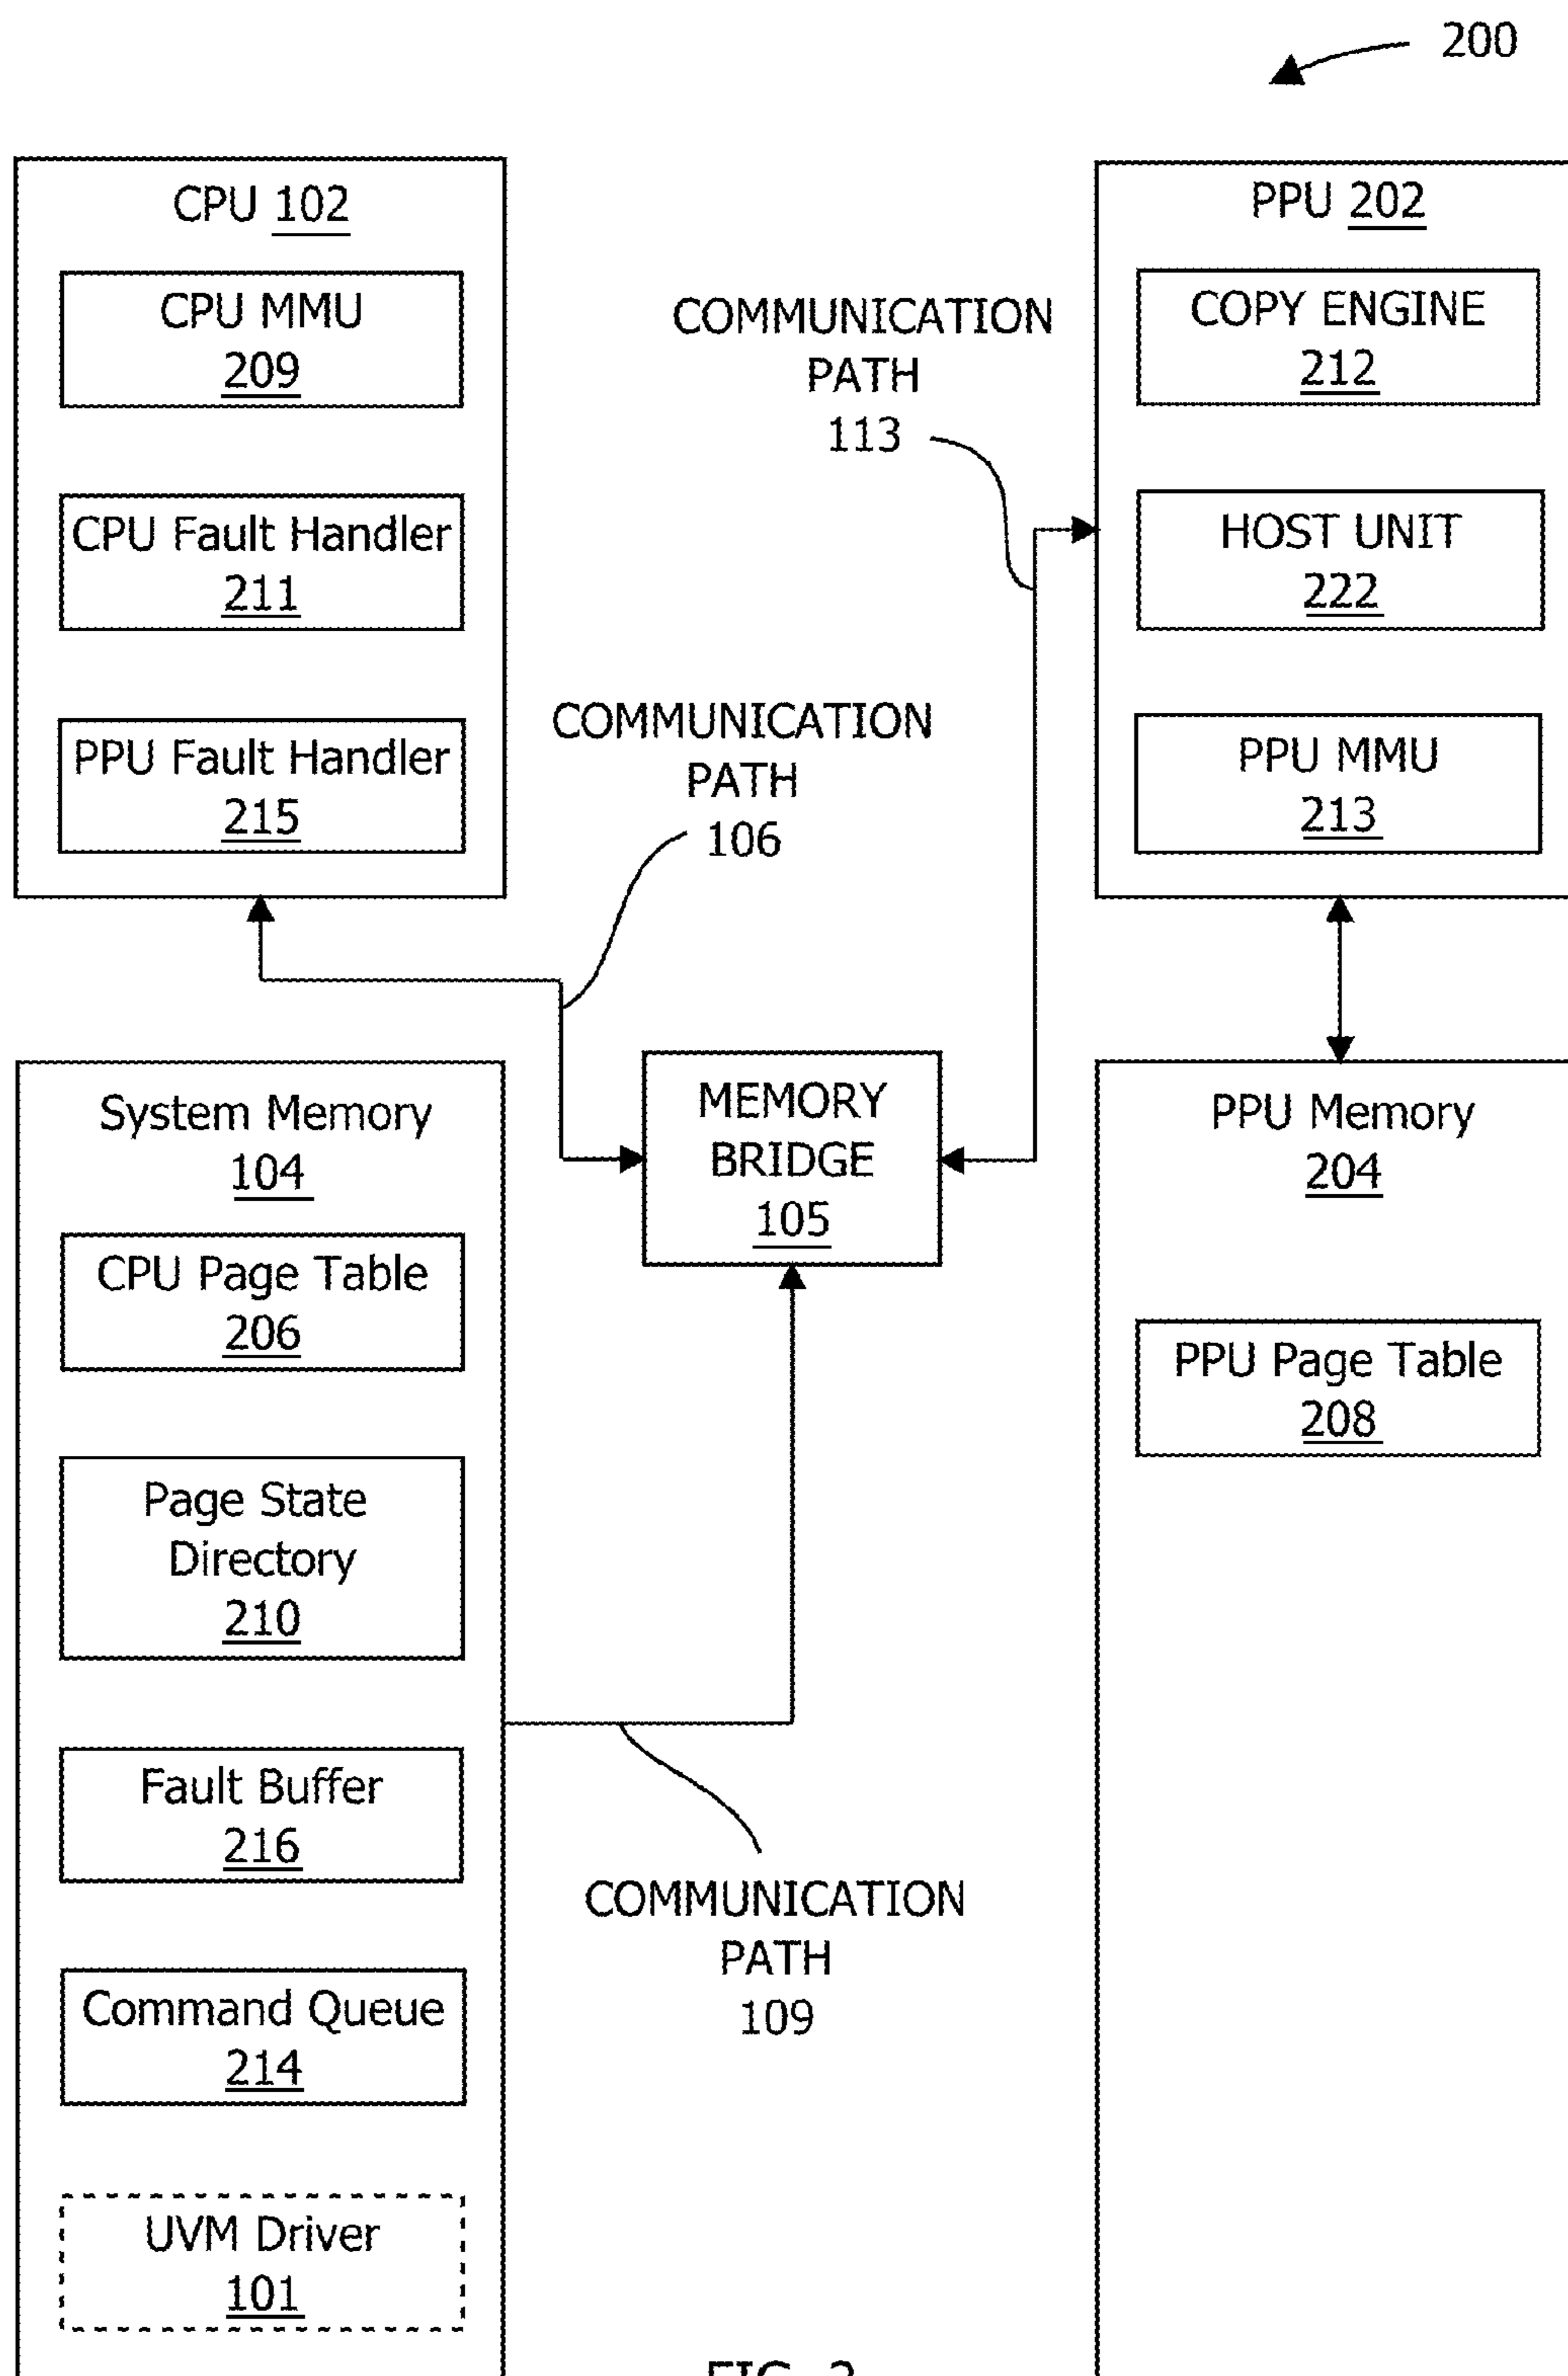 200
CPU 102
CPU MMU
209
CPU Fault Handler
211
PPU Fault Handler
215
COMMUNICATION
PATH
113
COMMUNICATION
PATH
106
PPU 202
COPY ENGINE
212
HOST UNIT
222
PPU MMU
213
System Memory
104
CPU Page Table
206
Page State
Directory
210
Fault Buffer
216
Command Queue
214
UVM Driver
101
MEMORY
BRIDGE
105
COMMUNICATION
PATH
109
PPU Memory
204
PPU Page Table
208